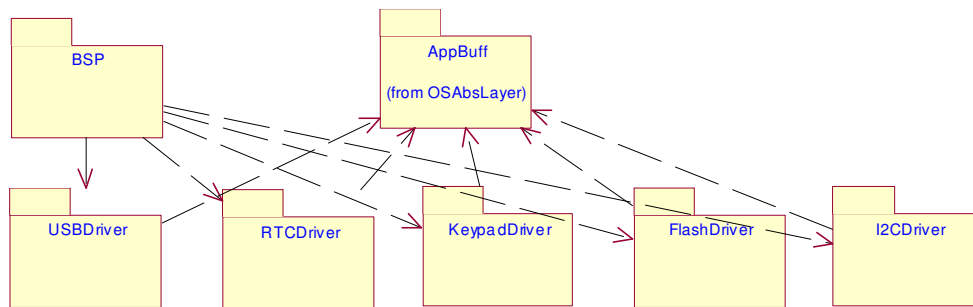 BSP
AppBuff
(from OSAbsLayer)
USBDriver
RTCDriver
KeypadDriver
FlashDriver
I2CDriver